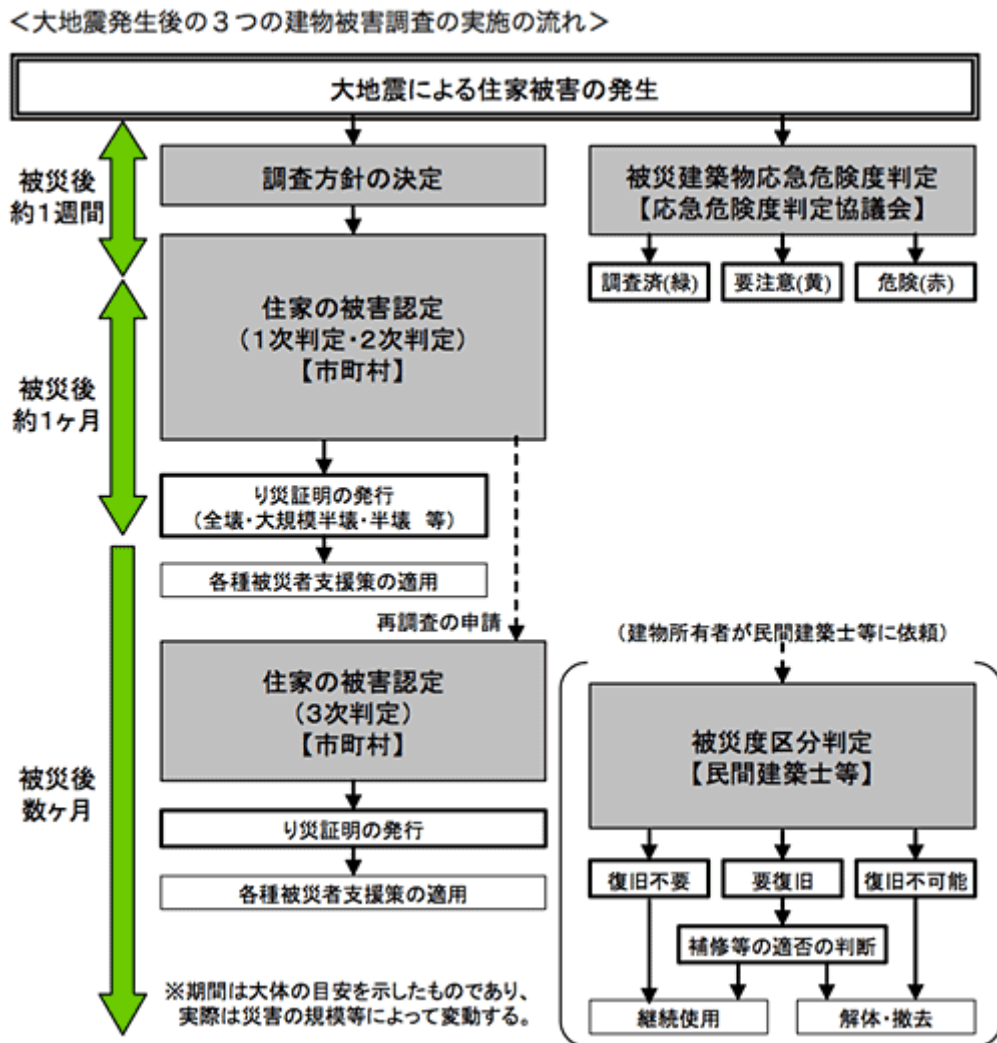 ＜大地震発生後の３つの建物被害調査の実施の流れ＞
大地震による住家被害の発生
被災後
約１週間
調査方針の決定
被災建築物応急危険度判定
【応急危険度判定協議会】
調査済(緑)
要注意(黄)
危険(赤)
住家の被害認定
（１次判定・２次判定）
【市町村】
被災後
約１ヶ月
り災証明の発行
（全壊・大規模半壊・半壊　等）
各種被災者支援策の適用
再調査の申請
住家の被害認定
（３次判定）
【市町村】
被災後
数ヶ月
り災証明の発行
各種被災者支援策の適用
（建物所有者が民間建築士等に依頼）
被災度区分判定
【民間建築士等】
復旧不要
要復旧
復旧不可能
補修等の適否の判断
継続使用
解体・撤去
※期間は大体の目安を示したものであり、
実際は災害の規模等によって変動する。